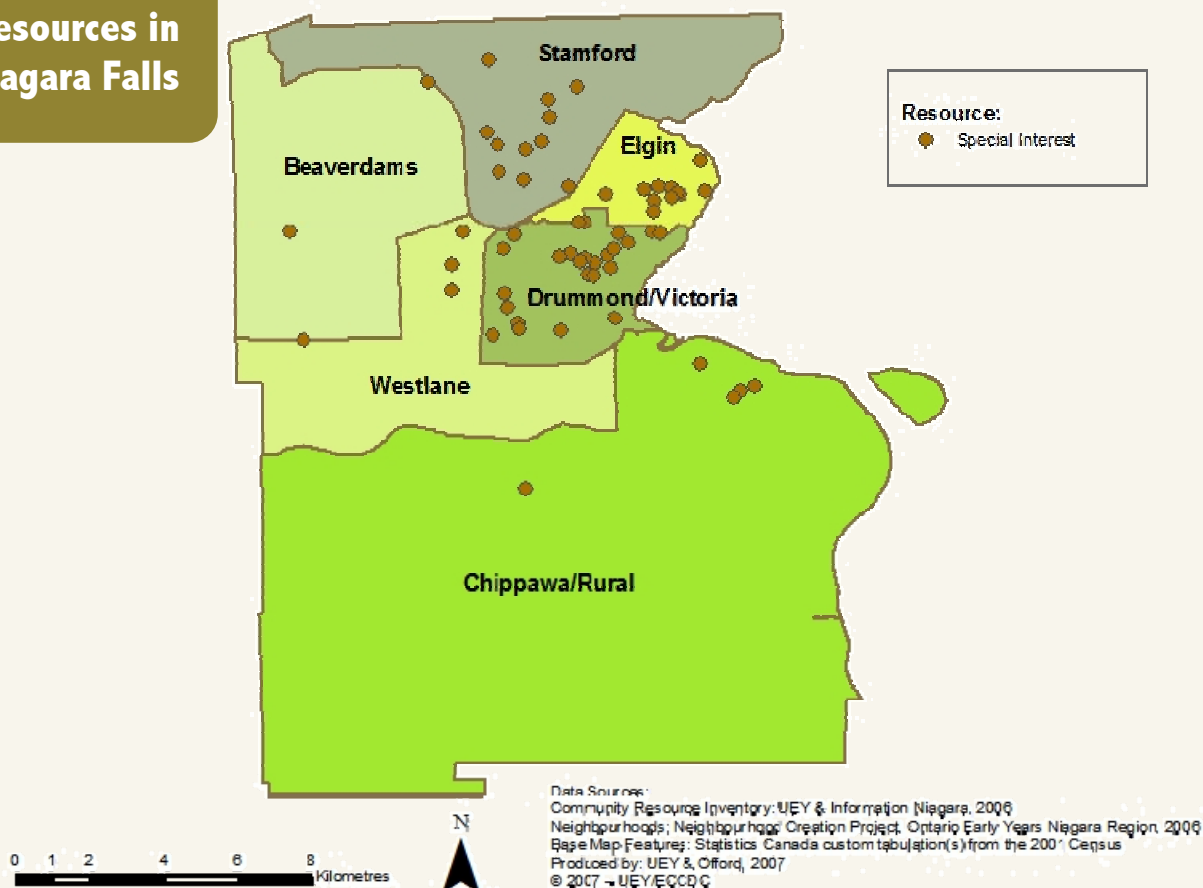 esources in
agara Falls
Stamford
Resource:
Special Interest
Elgin
Beaverdams
Drummond/Victoria
Westlane
Chippawa/Rural
Data Sources:
Community Resource Inventory: UEY & Information Niagara, 2006
Neighbourhoods; Neighbourhood Creation Project, Ontario Early Years Niagara Region, 2006
Base Map Features: Statistics Canada custom tabulation(s) from the 2001 Census
Produced by: UEY & Offord, 2007
© 2007 – UEY/ECCDC
N
0 1 2 4 6 8
Kilometres